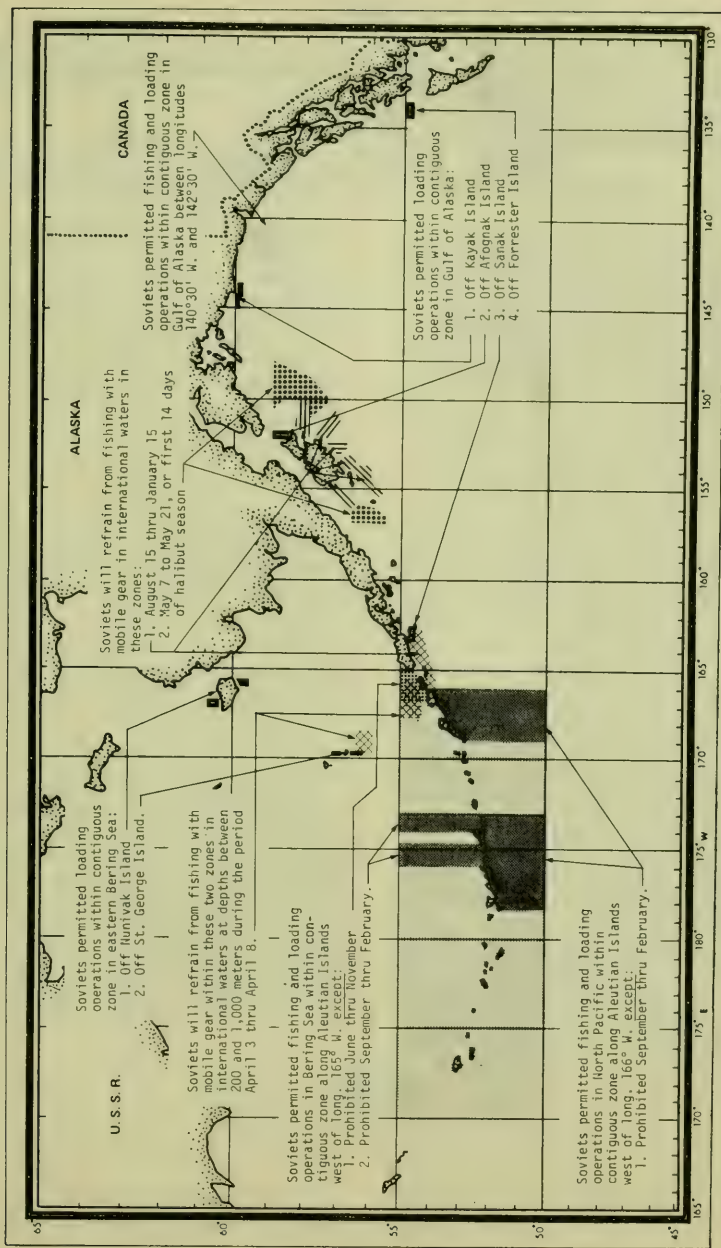 U.S.S.R.
ALASKA
CANADA
Soviets permitted loading
operations within contiguous
zone in eastern Bering Sea:
1. Off Nunivak Island
2. Off St. George Island.
Soviets will refrain from fishing with
mobile gear in international waters in
these zones:
1. August 15 thru January 15
2. May 7 to May 21, or first 14 days
of halibut season
Soviets permitted fishing and loading
operations within contiguous zone in
Gulf of Alaska between longitudes
140°30' W. and 142°30' W.
Soviets will refrain from fishing with
mobile gear within these two zones in
international waters at depths between
200 and 1,000 meters during the period
April 3 thru April 8.
Soviets permitted fishing and loading
operations in Bering Sea within con-
tiguous zone along Aleutian Islands
west of long. 165° W. except:
1. Prohibited June thru November
2. Prohibited September thru February.
Soviets permitted loading
operations within contiguous
zone in Gulf of Alaska:
1. Off Kayak Island
2. Off Afognak Island
3. Off Sanak Island
4. Off Forrester Island
Soviets permitted fishing and loading
operations in North Pacific within
contiguous zone along Aleutian Islands
west of long. 166° W. except:
1. Prohibited September thru February.
65°
60°
55°
50°
45°
165°
170°
175°
E
180°
175°
W
170°
165°
160°
155°
150°
145°
140°
135°
130°
65°
60°
55°
50°
45°